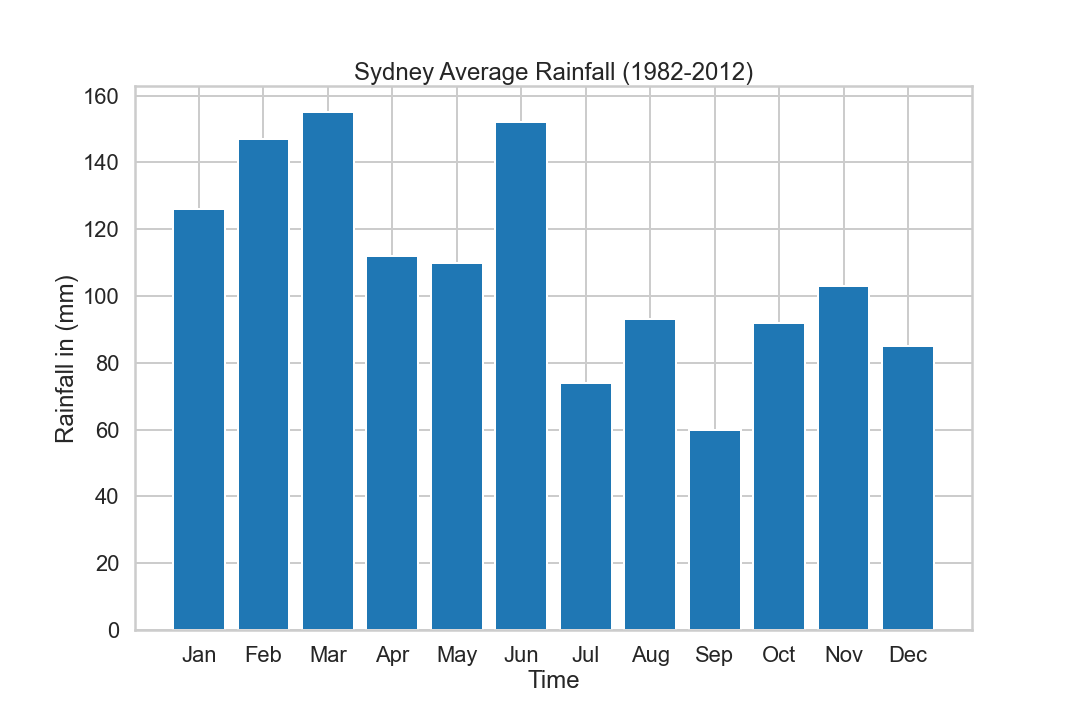 Sydney Average Rainfall (1982-2012)
Rainfall in (mm)
160
140
120
100
80
60
40
20
0
Jan Feb Mar Apr May Jun Jul Aug Sep Oct Nov Dec
Time